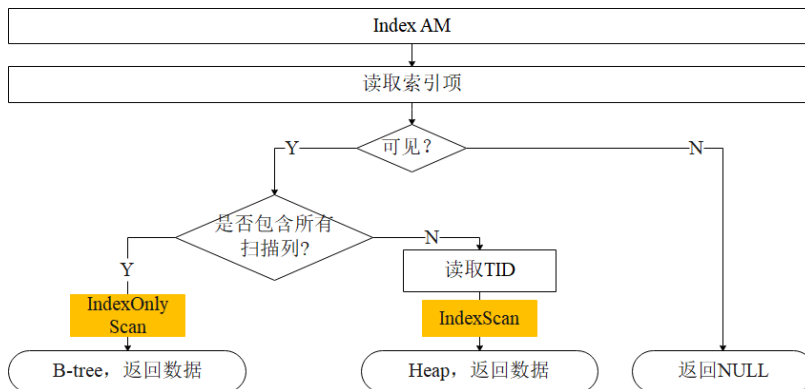 Index AM
读取索引项
可见？
Y
N
是否包含所有
扫描列?
Y
N
读取TID
IndexOnly
Scan
IndexScan
B-tree，返回数据
Heap，返回数据
返回NULL